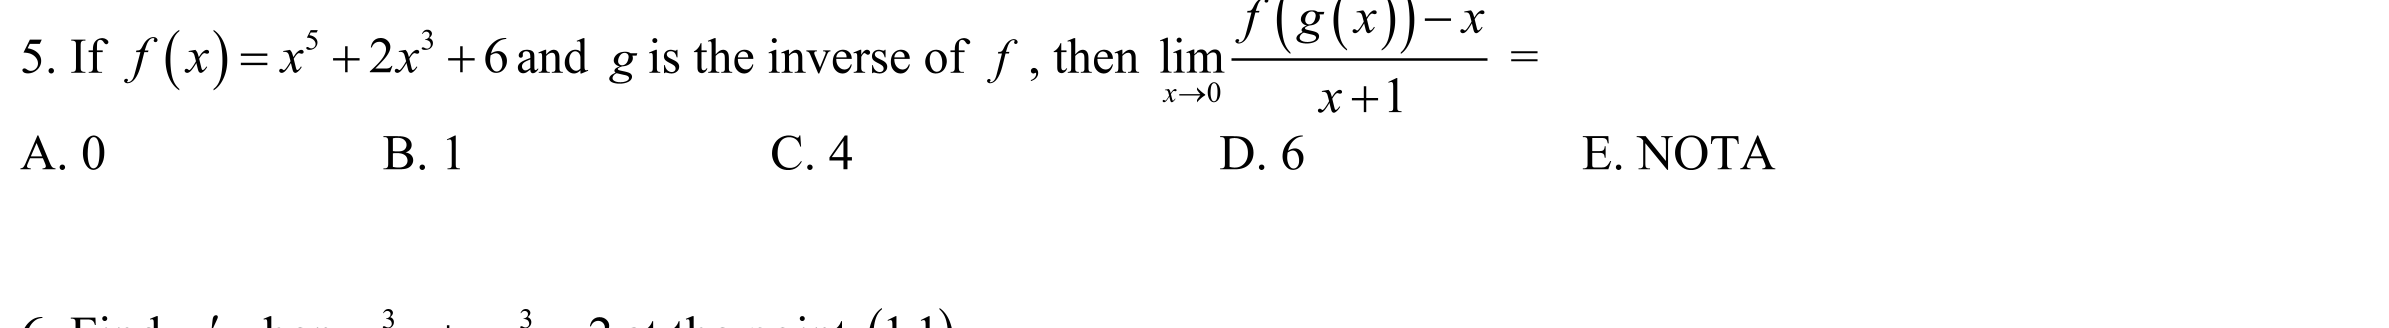 5. If f(x) = x⁵ + 2x³ + 6 and g is the inverse of f, then lim_{x→0} (f(g(x)) − x)/(x + 1) =
A. 0 B. 1 C. 4 D. 6 E. NOTA